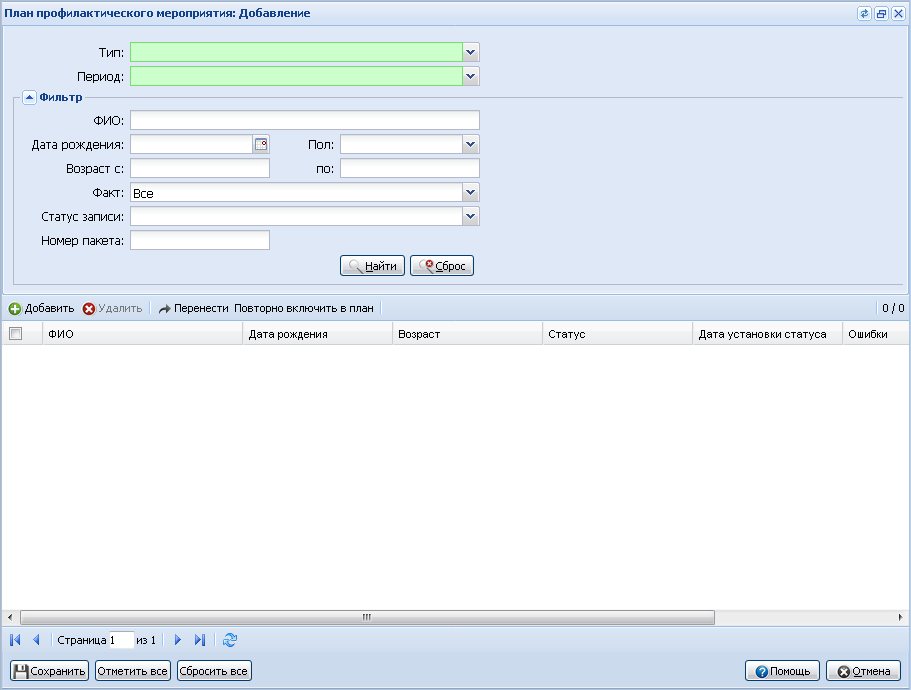 План профилактического мероприятия: Добавление
Тип:
Период:
Фильтр
ФИО:
Дата рождения: Пол:
Возраст с: по:
Факт: Все
Статус записи:
Номер пакета:
Найти Сброс
Добавить Удалить Перенести Повторно включить в план 0 / 0
ФИО Дата рождения Возраст Статус Дата установки статуса Ошибки
Страница 1 из 1
Сохранить Отметить все Сбросить все Помощь Отмена